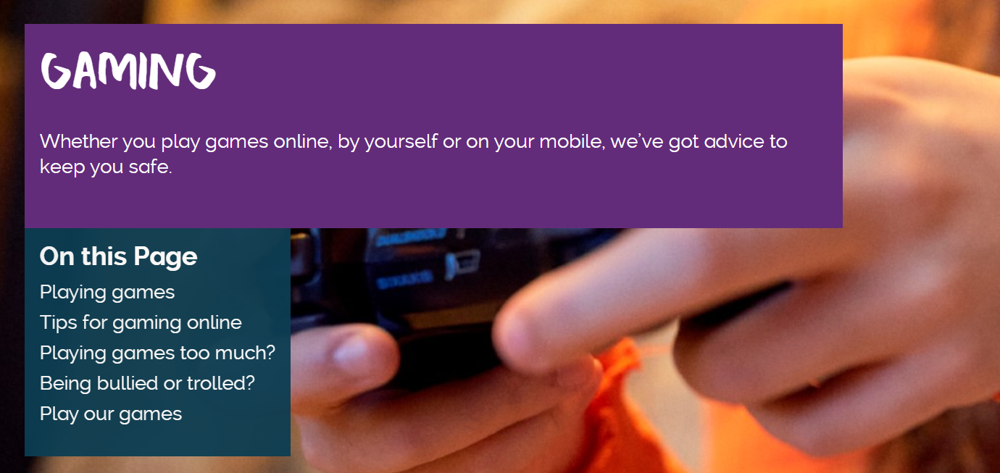 GAMING
Whether you play games online, by yourself or on your mobile, we’ve got advice to
keep you safe.
On this Page
Playing games
Tips for gaming online
Playing games too much?
Being bullied or trolled?
Play our games